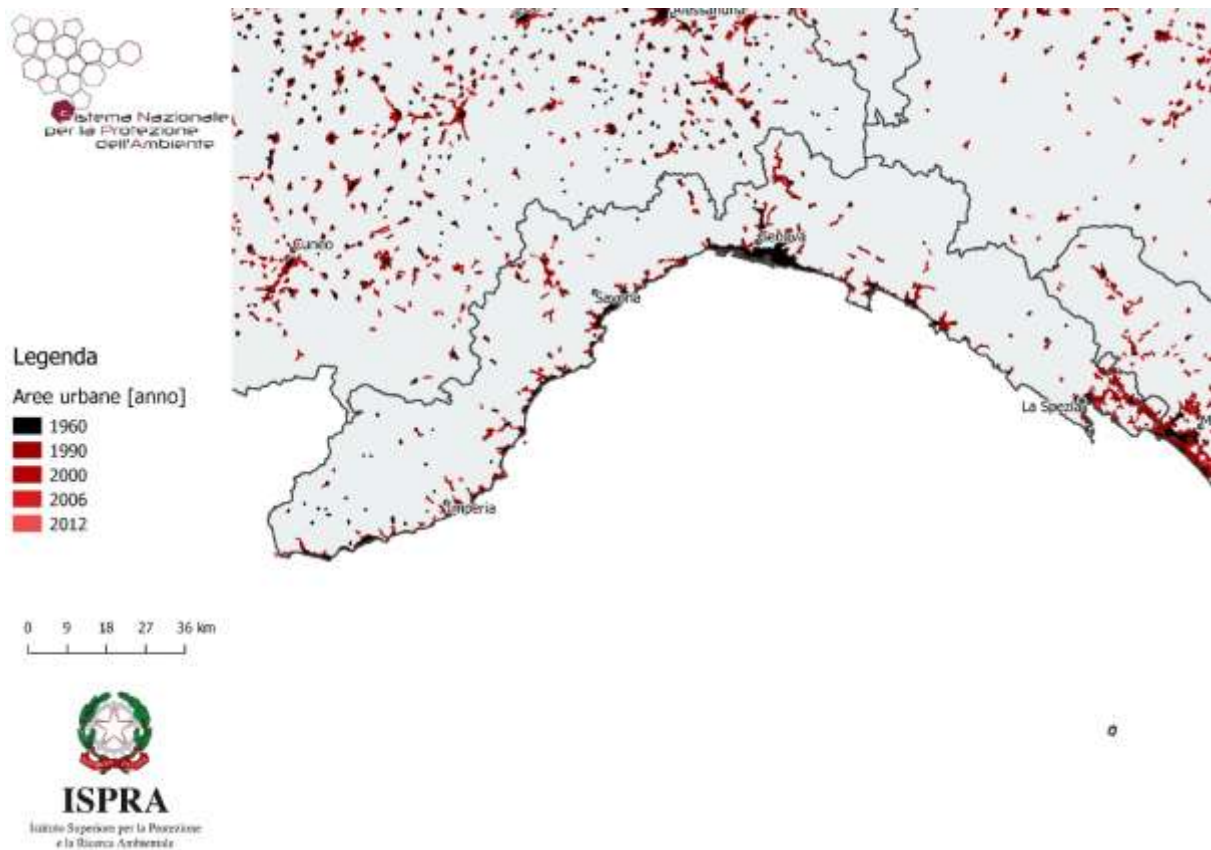 Sistema Nazionale
per la Protezione
dell'Ambiente
Alessandria
Cuneo
Genova
Savona
La Spezia
M
Imperia
Legenda
Aree urbane [anno]
1960
1990
2000
2006
2012
0 9 18 27 36 km
ISPRA
Istituto Superiore per la Protezione
e la Ricerca Ambientale